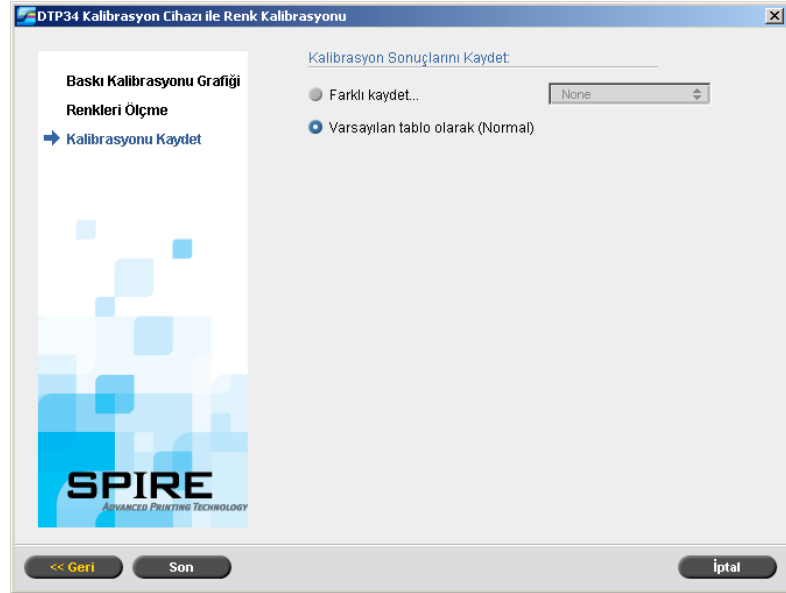 DTP34 Kalibrasyon Cihazı ile Renk Kalibrasyonu
Baskı Kalibrasyonu Grafiği
Renkleri Ölçme
Kalibrasyonu Kaydet
Kalibrasyon Sonuçlarını Kaydet:
Farklı kaydet... None
Varsayılan tablo olarak (Normal)
SPIRE
ADVANCED PRINTING TECHNOLOGY
<< Geri Son İptal